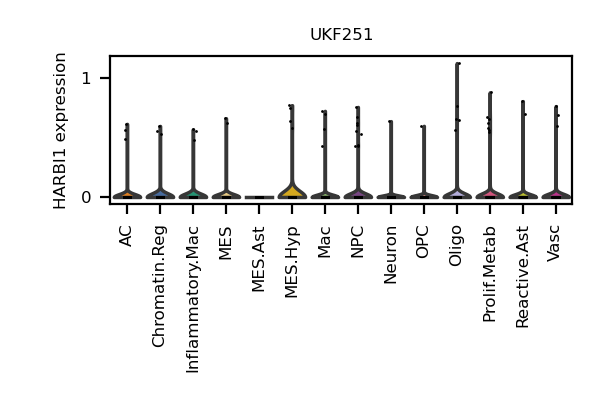 UKF251
HARBI1 expression
1
0
AC
Chromatin.Reg
Inflammatory.Mac
MES
MES.Ast
MES.Hyp
Mac
NPC
Neuron
OPC
Oligo
Prolif.Metab
Reactive.Ast
Vasc